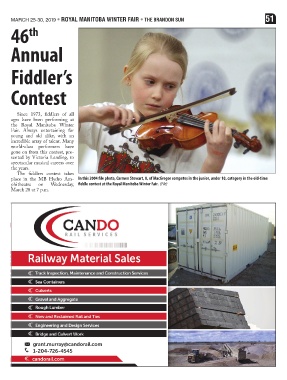 MARCH 25-30, 2019 • ROYAL MANITOBA WINTER FAIR • THE BRANDON SUN 51
46th
Annual
Fiddler's
Contest
Since 1973, fiddlers of all
ages have been performing at
the Royal Manitoba Winter
Fair. Always entertaining for
young and old alike, with an
incredible array of talent. Many
world-class performers have
gone on from this contest, pre-
sented by Victoria Landing, to
spectacular musical careers over
the years.
The fiddlers contest takes
place in the MB Hydro Am-
phitheatre on Wednesday,
March 28 at 7 p.m.
In this 2004 file photo, Carmen Stewart, 8, of MacGregor competes in the junior, under 10, category in the old-time
fiddle contest at the Royal Manitoba Winter Fair. (File)
CANDO
RAIL SERVICES
Railway Material Sales
Track Inspection, Maintenance and Construction Services
Sea Containers
Culverts
Gravel and Aggregate
Rough Lumber
New and Reclaimed Rail and Ties
Engineering and Design Services
Bridge and Culvert Work
grant.murray@candorail.com
1-204-726-4545
candorail.com